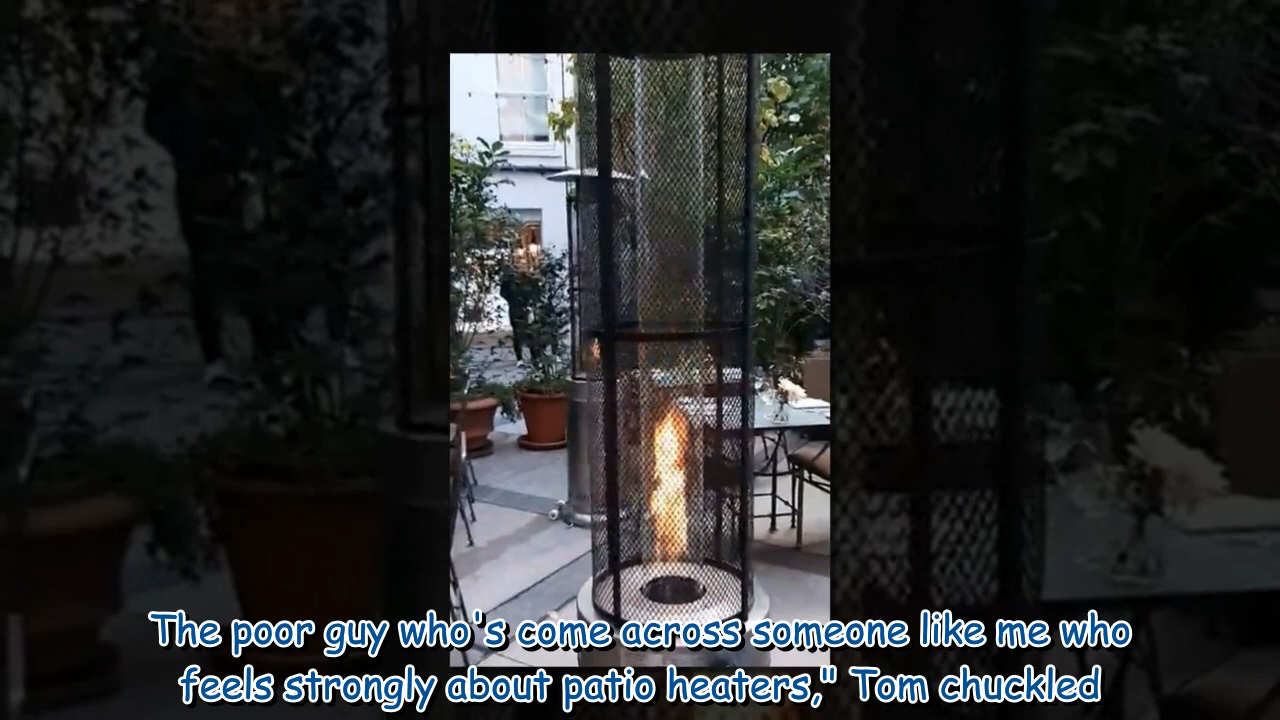 The poor guy who's come across someone like me who
feels strongly about patio heaters," Tom chuckled